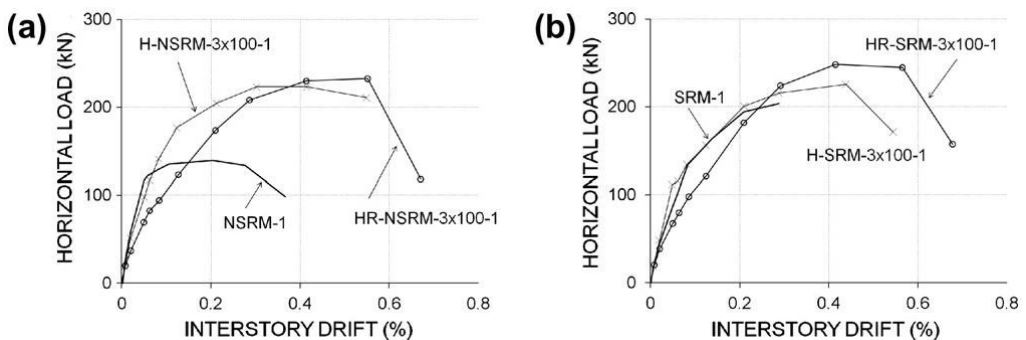 (a)
300
200
100
0
HORIZONTAL LOAD (kN)
H-NSRM-3x100-1
NSRM-1
HR-NSRM-3x100-1
0
0.2
0.4
0.6
0.8
INTERSTORY DRIFT (%)
(b)
300
200
100
0
HORIZONTAL LOAD (kN)
HR-SRM-3x100-1
SRM-1
H-SRM-3x100-1
0
0.2
0.4
0.6
0.8
INTERSTORY DRIFT (%)